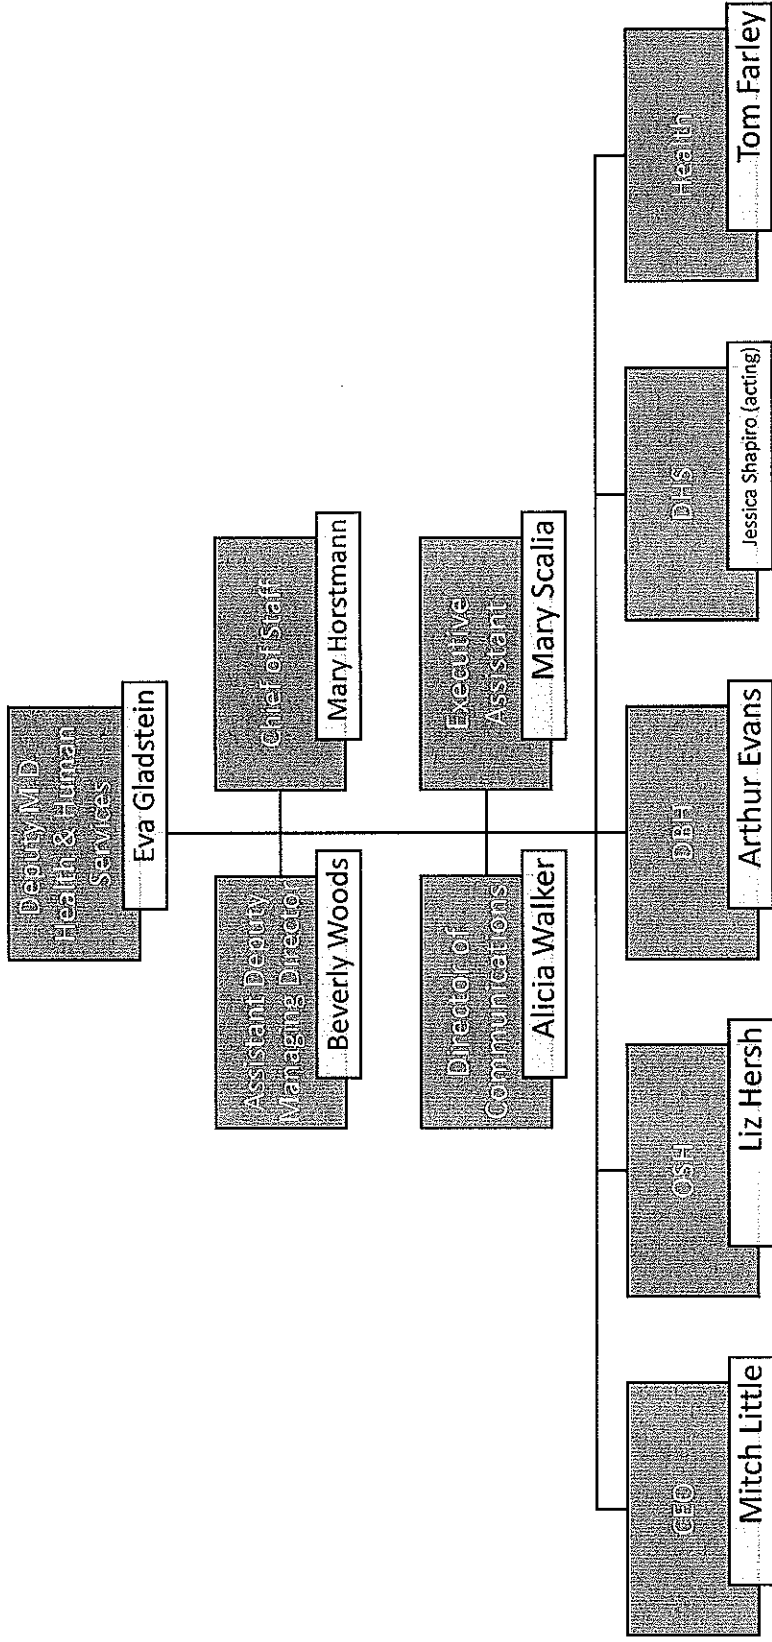 Deputy M.D.
Health & Human
Services
Eva Gladstein
Assistant Deputy
Managing Director
Beverly Woods
Chief of Staff
Mary Horstmann
Director of
Communications
Alicia Walker
Executive
Assistant
Mary Scalia
CEO
Mitch Little
OSH
Liz Hersh
DBH
Arthur Evans
DHS
Jessica Shapiro (acting)
Health
Tom Farley